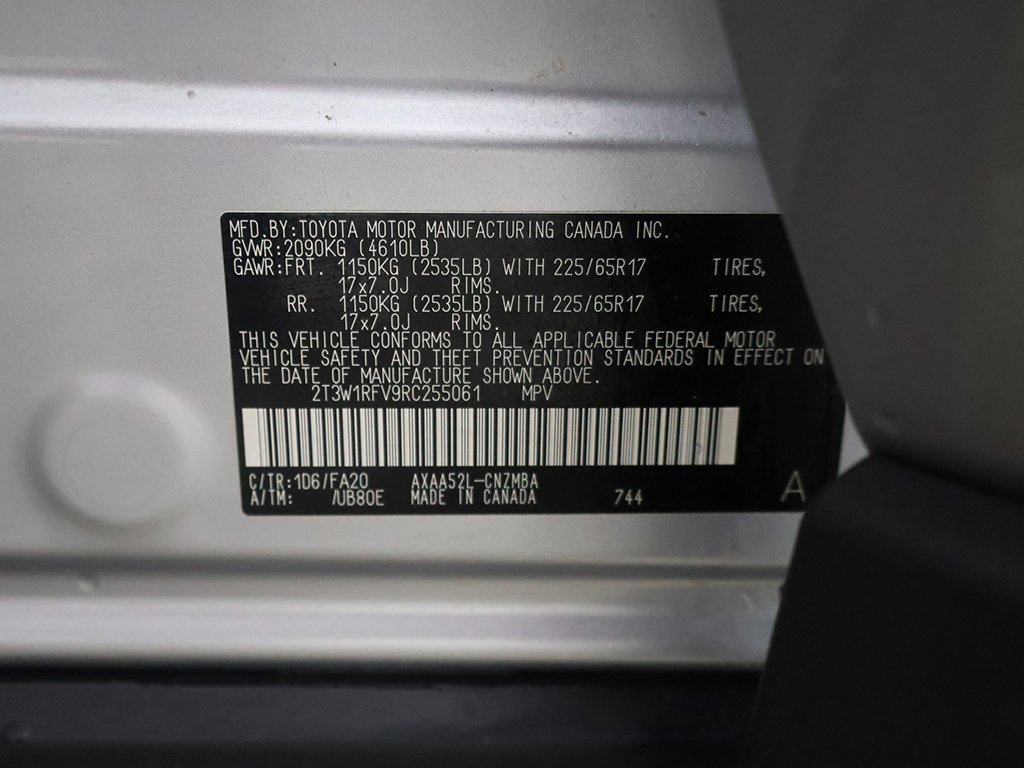 MFD.BY:TOYOTA MOTOR MANUFACTURING CANADA INC.
GVWR:2090KG (4610LB)
GAWR:FRT. 1150KG (2535LB) WITH 225/65R17 TIRES,
17x7.0J RIMS.
RR. 1150KG (2535LB) WITH 225/65R17 TIRES,
17x7.0J RIMS.
THIS VEHICLE CONFORMS TO ALL APPLICABLE FEDERAL MOTOR
VEHICLE SAFETY AND THEFT PREVENTION STANDARDS IN EFFECT ON
THE DATE OF MANUFACTURE SHOWN ABOVE.
2T3W1RFV9RC255061 MPV
C/TR:1D6/FA20 AXAA52L-CNZMBA
A/TM: /UB80E MADE IN CANADA 744 A